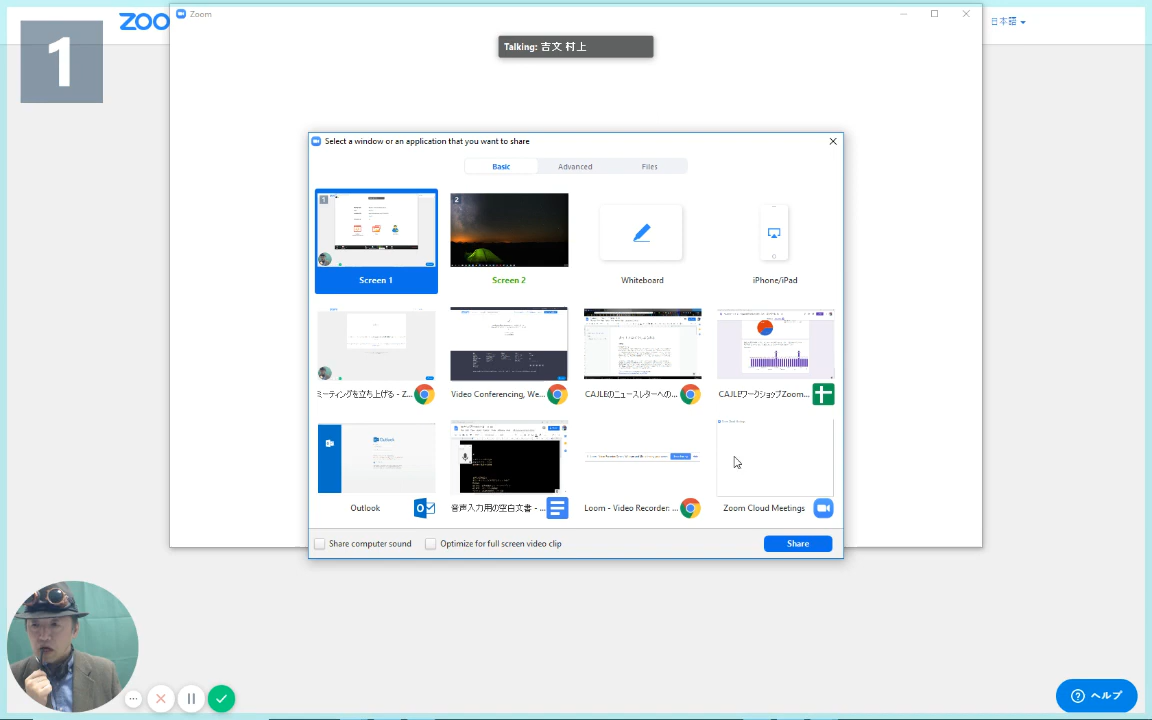 1
ZOO
Zoom
日本語
Talking: 吉文 村上
Select a window or an application that you want to share
Basic
Advanced
Files
1
2
Screen 1
Screen 2
Whiteboard
iPhone/iPad
ミーティングを立ち上げる - Z...
Video Conferencing, We...
CAJLEのニュースレターへの...
CAJLEワークショップZoom...
Outlook
Outlook
音声入力用の空白文書 - ...
Loom - Video Recorder: ...
Zoom Cloud Meetings
Share computer sound
Optimize for full screen video clip
Share
ヘルプ